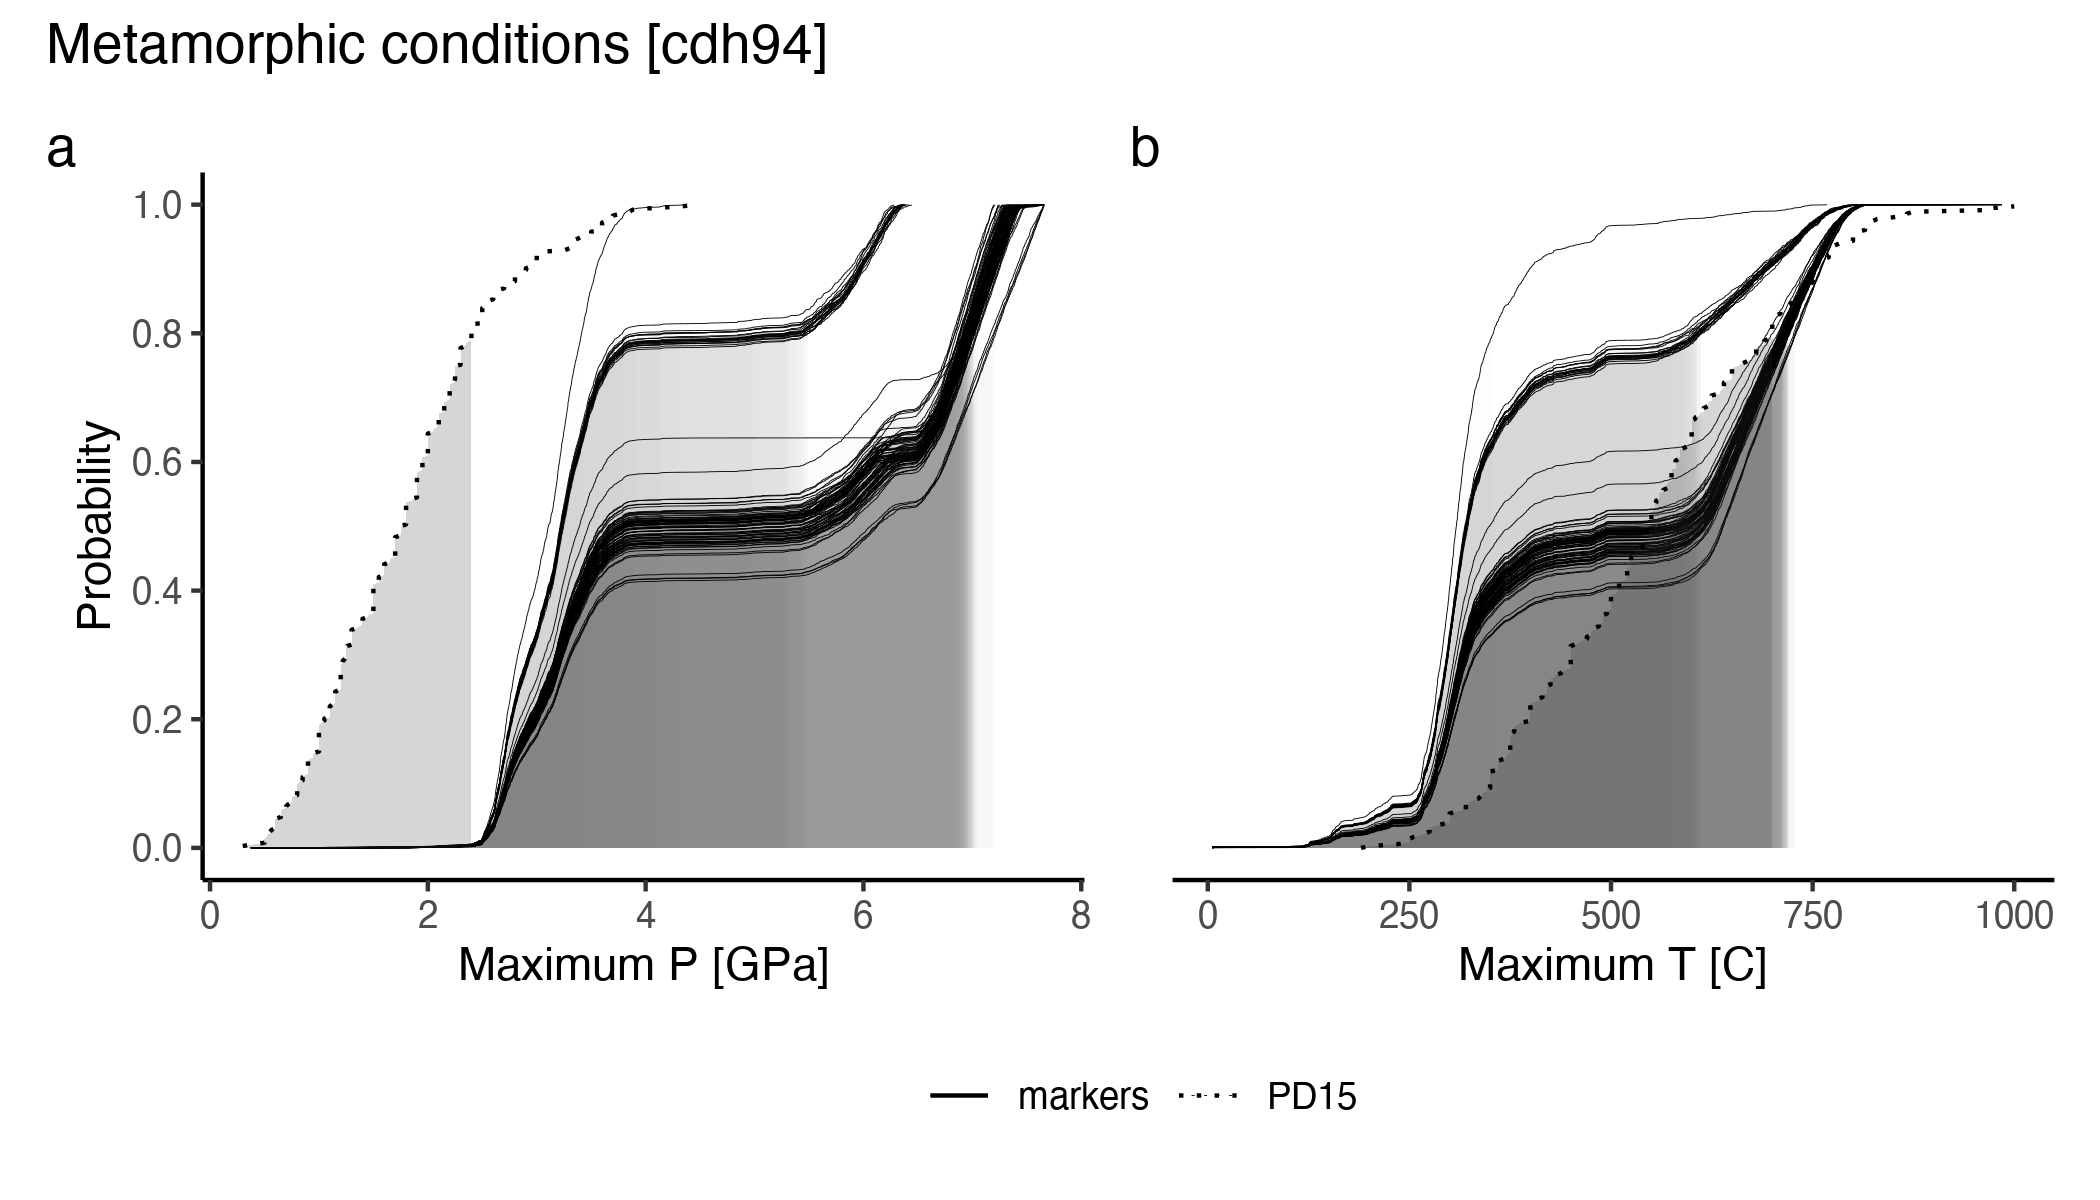 Metamorphic conditions [cdh94]
a
b
Probability
1.0
0.8
0.6
0.4
0.2
0.0
0 2 4 6 8
Maximum P [GPa]
0 250 500 750 1000
Maximum T [C]
markers PD15